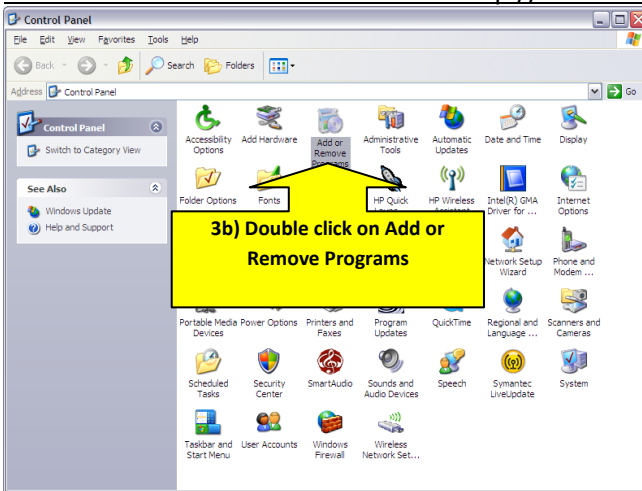 Control Panel
File Edit View Favorites Tools Help
Back Search Folders
Address Control Panel Go
Control Panel
Switch to Category View
See Also
Windows Update
Help and Support
Accessibility Options Add Hardware Add or Remove Programs Administrative Tools Automatic Updates Date and Time Display
Folder Options Fonts HP Quick HP Wireless Intel(R) GMA Driver for ... Internet Options
3b) Double click on Add or
Remove Programs
Network Setup Wizard Phone and Modem ...
Portable Media Devices Power Options Printers and Faxes Program Updates QuickTime Regional and Language ... Scanners and Cameras
Scheduled Tasks Security Center SmartAudio Sounds and Audio Devices Speech Symantec LiveUpdate System
Taskbar and Start Menu User Accounts Windows Firewall Wireless Network Set...